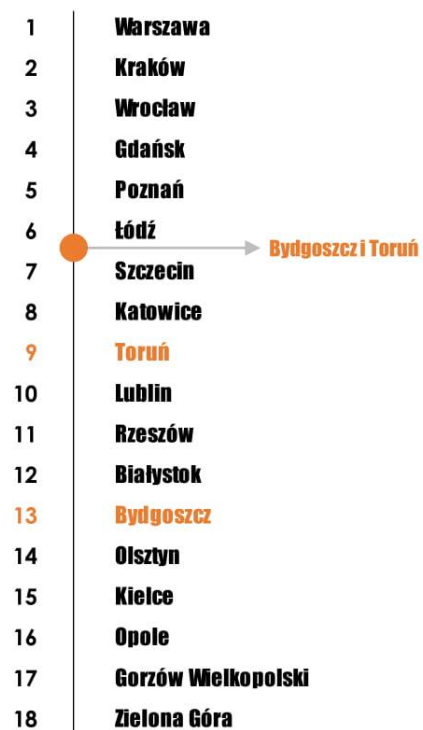 1 Warszawa
2 Kraków
3 Wrocław
4 Gdańsk
5 Poznań
6 Łódź
Bydgoszcz i Toruń
7 Szczecin
8 Katowice
9 Toruń
10 Lublin
11 Rzeszów
12 Białystok
13 Bydgoszcz
14 Olsztyn
15 Kielce
16 Opole
17 Gorzów Wielkopolski
18 Zielona Góra